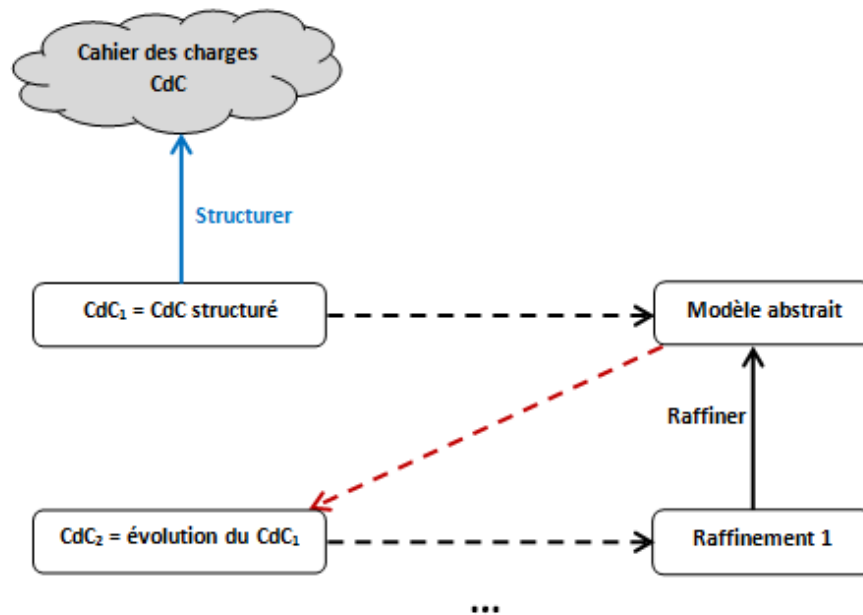 Cahier des charges
CdC
Structurer
CdC₁ = CdC structuré
Modèle abstrait
Raffiner
CdC₂ = évolution du CdC₁
Raffinement 1
...